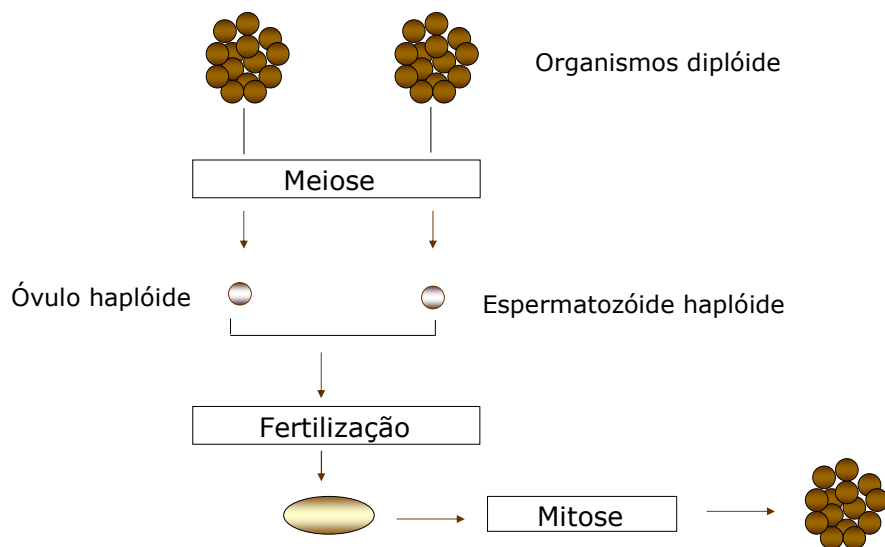 Organismos diplóide
Meiose
Óvulo haplóide
Espermatozóide haplóide
Fertilização
Mitose